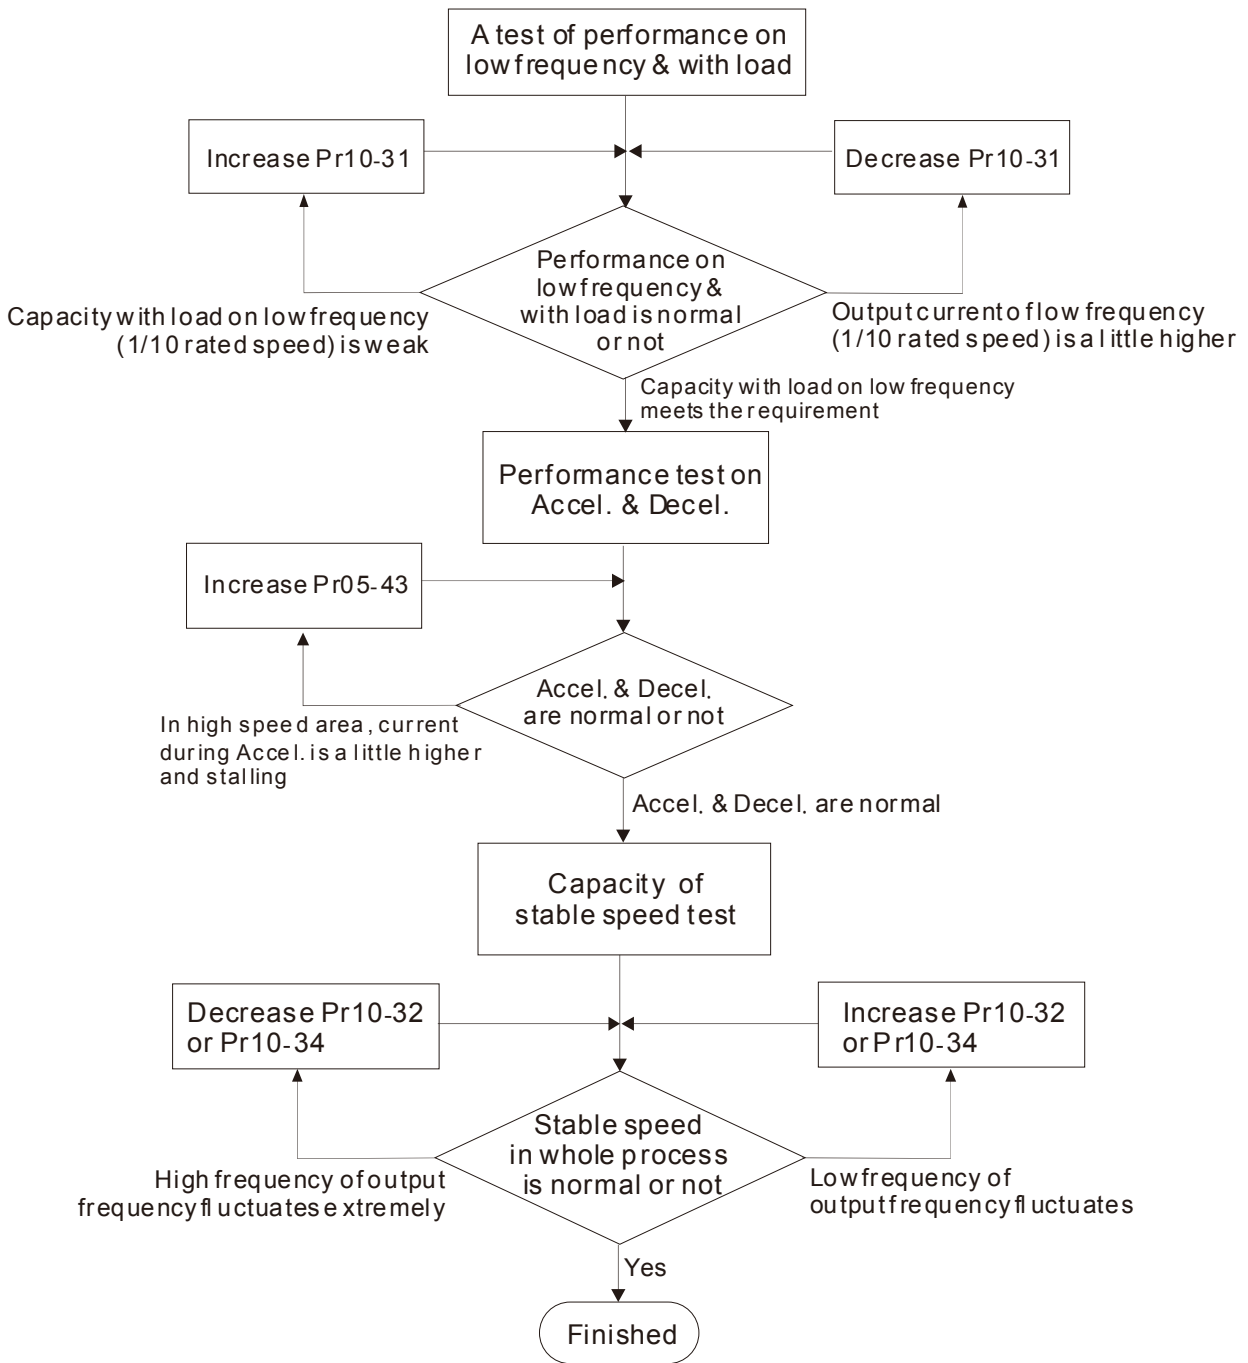 A test of performance on
low frequency & with load
Increase Pr10-31
Decrease Pr10-31
Performance on
low frequency &
with load is normal
or not
Capacity with load on low frequency
(1/10 rated speed) is weak
Output current of low frequency
(1/10 rated speed) is a little higher
Capacity with load on low frequency
meets the requirement
Performance test on
Accel. & Decel.
Increase Pr05-43
Accel. & Decel.
are normal or not
In high speed area, current
during Accel. is a little higher
and stalling
Accel. & Decel. are normal
Capacity of
stable speed test
Decrease Pr10-32
or Pr10-34
Increase Pr10-32
or Pr10-34
Stable speed
in whole process
is normal or not
High frequency of output
frequency fluctuates extremely
Low frequency of
output frequency fluctuates
Yes
Finished